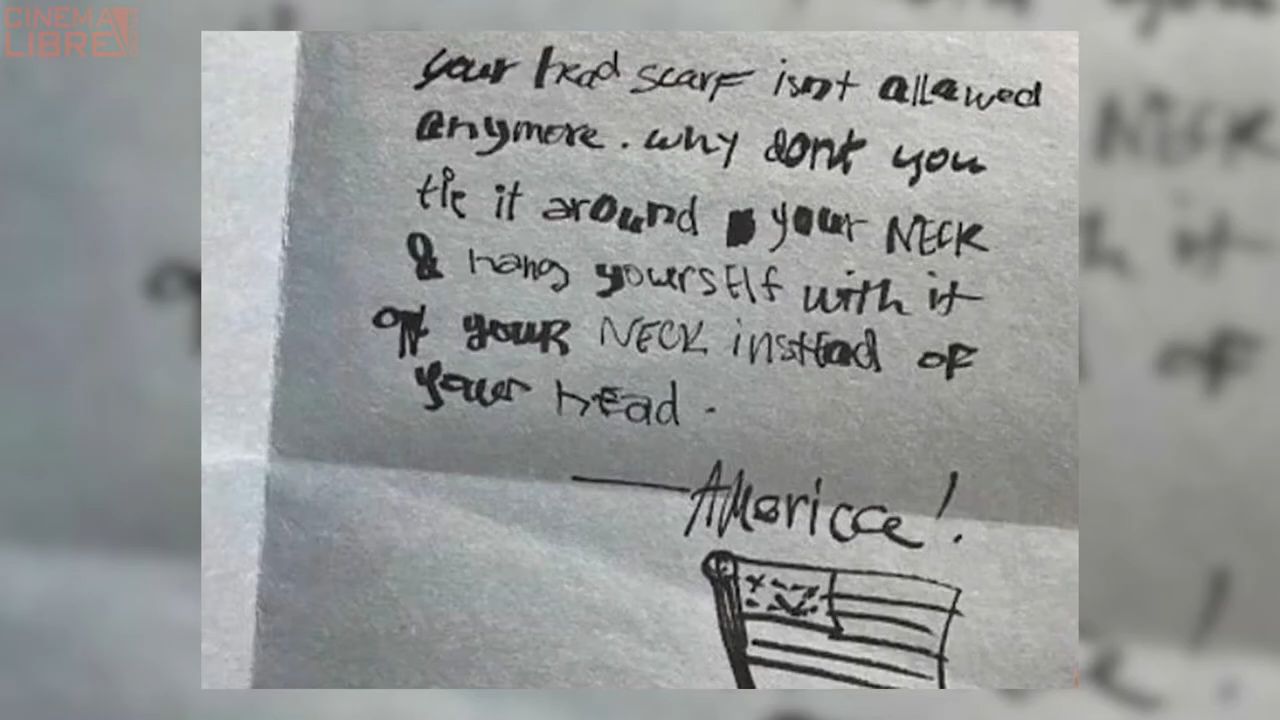 CINEMA
LIBRE
your head scarf isnt allowed
anymore. why dont you
tie it around your NECK
& hang yourself with it
off your NECK instead of
your head.
America!